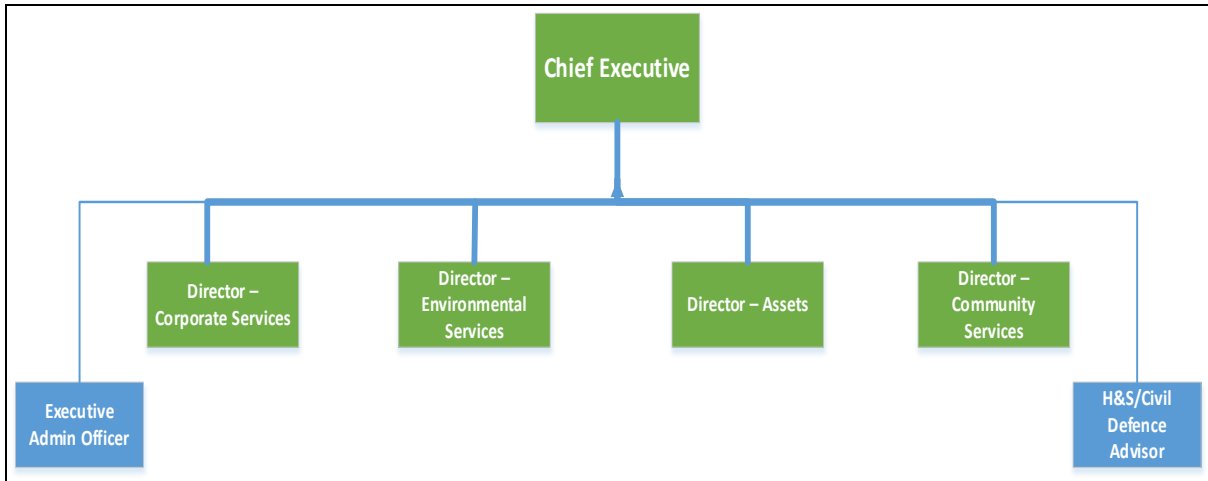 Chief Executive
Director –
Corporate Services
Director –
Environmental
Services
Director – Assets
Director –
Community
Services
Executive
Admin Officer
H&S/Civil
Defence
Advisor